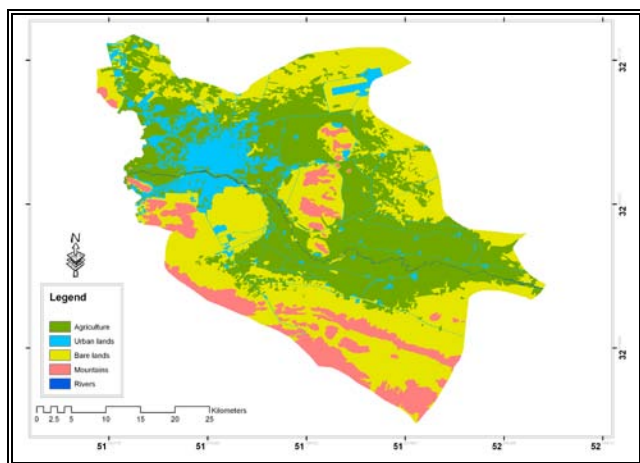 N
Legend
Agriculture
Urban lands
Bare lands
Mountains
Rivers
Kilometers
0 2.5 5 10 15 20 25
51 51 51 51 52 52
32
32
32